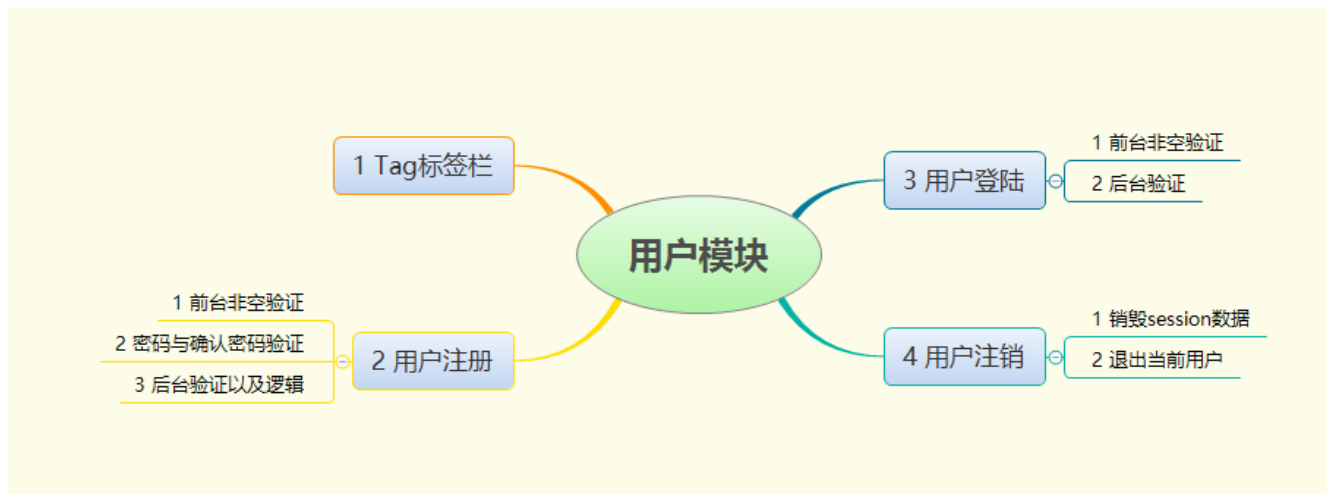 用户模块
1 Tag标签栏
2 用户注册
1 前台非空验证
2 密码与确认密码验证
3 后台验证以及逻辑
3 用户登陆
1 前台非空验证
2 后台验证
4 用户注销
1 销毁session数据
2 退出当前用户